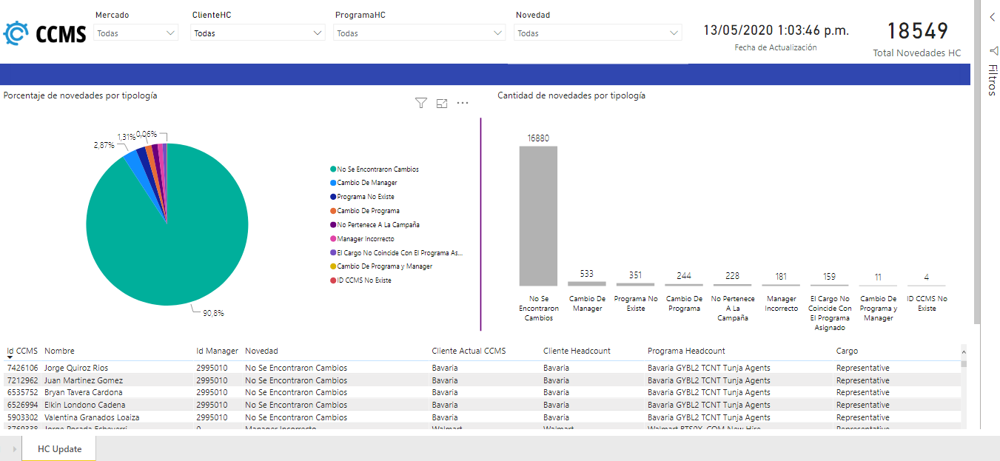 CCMS
Mercado
Todas
ClienteHC
Todas
ProgramaHC
Todas
Novedad
Todas
13/05/2020 1:03:46 p.m.
Fecha de Actualización
18549
Total Novedades HC
Filtros
Porcentaje de novedades por tipología
2,87%
1,31%
0,06%
90,8%
No Se Encontraron Cambios
Cambio De Manager
Programa No Existe
Cambio De Programa
No Pertenece A La Campaña
Manager Incorrecto
El Cargo No Coincide Con El Programa As...
Cambio De Programa y Manager
ID CCMS No Existe
Cantidad de novedades por tipología
16880
533
351
244
228
181
159
11
4
No Se
Encontraron
Cambios
Cambio De
Manager
Programa No
Existe
Cambio De
Programa
No Pertenece
A La
Campaña
Manager
Incorrecto
El Cargo No
Coincide Con
El Programa
Asignado
Cambio De
Programa y
Manager
ID CCMS No
Existe
Id CCMS Nombre Id Manager Novedad Cliente Actual CCMS Cliente Headcount Programa Headcount Cargo
7426106 Jorge Quiroz Rios 2995010 No Se Encontraron Cambios Bavaria Bavaria Bavaria GYBL2 TCNT Tunja Agents Representative
7212962 Juan Martinez Gomez 2995010 No Se Encontraron Cambios Bavaria Bavaria Bavaria GYBL2 TCNT Tunja Agents Representative
6535752 Bryan Tavera Cardona 2995010 No Se Encontraron Cambios Bavaria Bavaria Bavaria GYBL2 TCNT Tunja Agents Representative
6526994 Elkin Londono Cadena 2995010 No Se Encontraron Cambios Bavaria Bavaria Bavaria GYBL2 TCNT Tunja Agents Representative
5903302 Valentina Granados Loaiza 2995010 No Se Encontraron Cambios Bavaria Bavaria Bavaria GYBL2 TCNT Tunja Agents Representative
Jorge Posada Echeverri 0 Manager Incorrecto Walmart Walmart Walmart New Hire Representative
HC Update